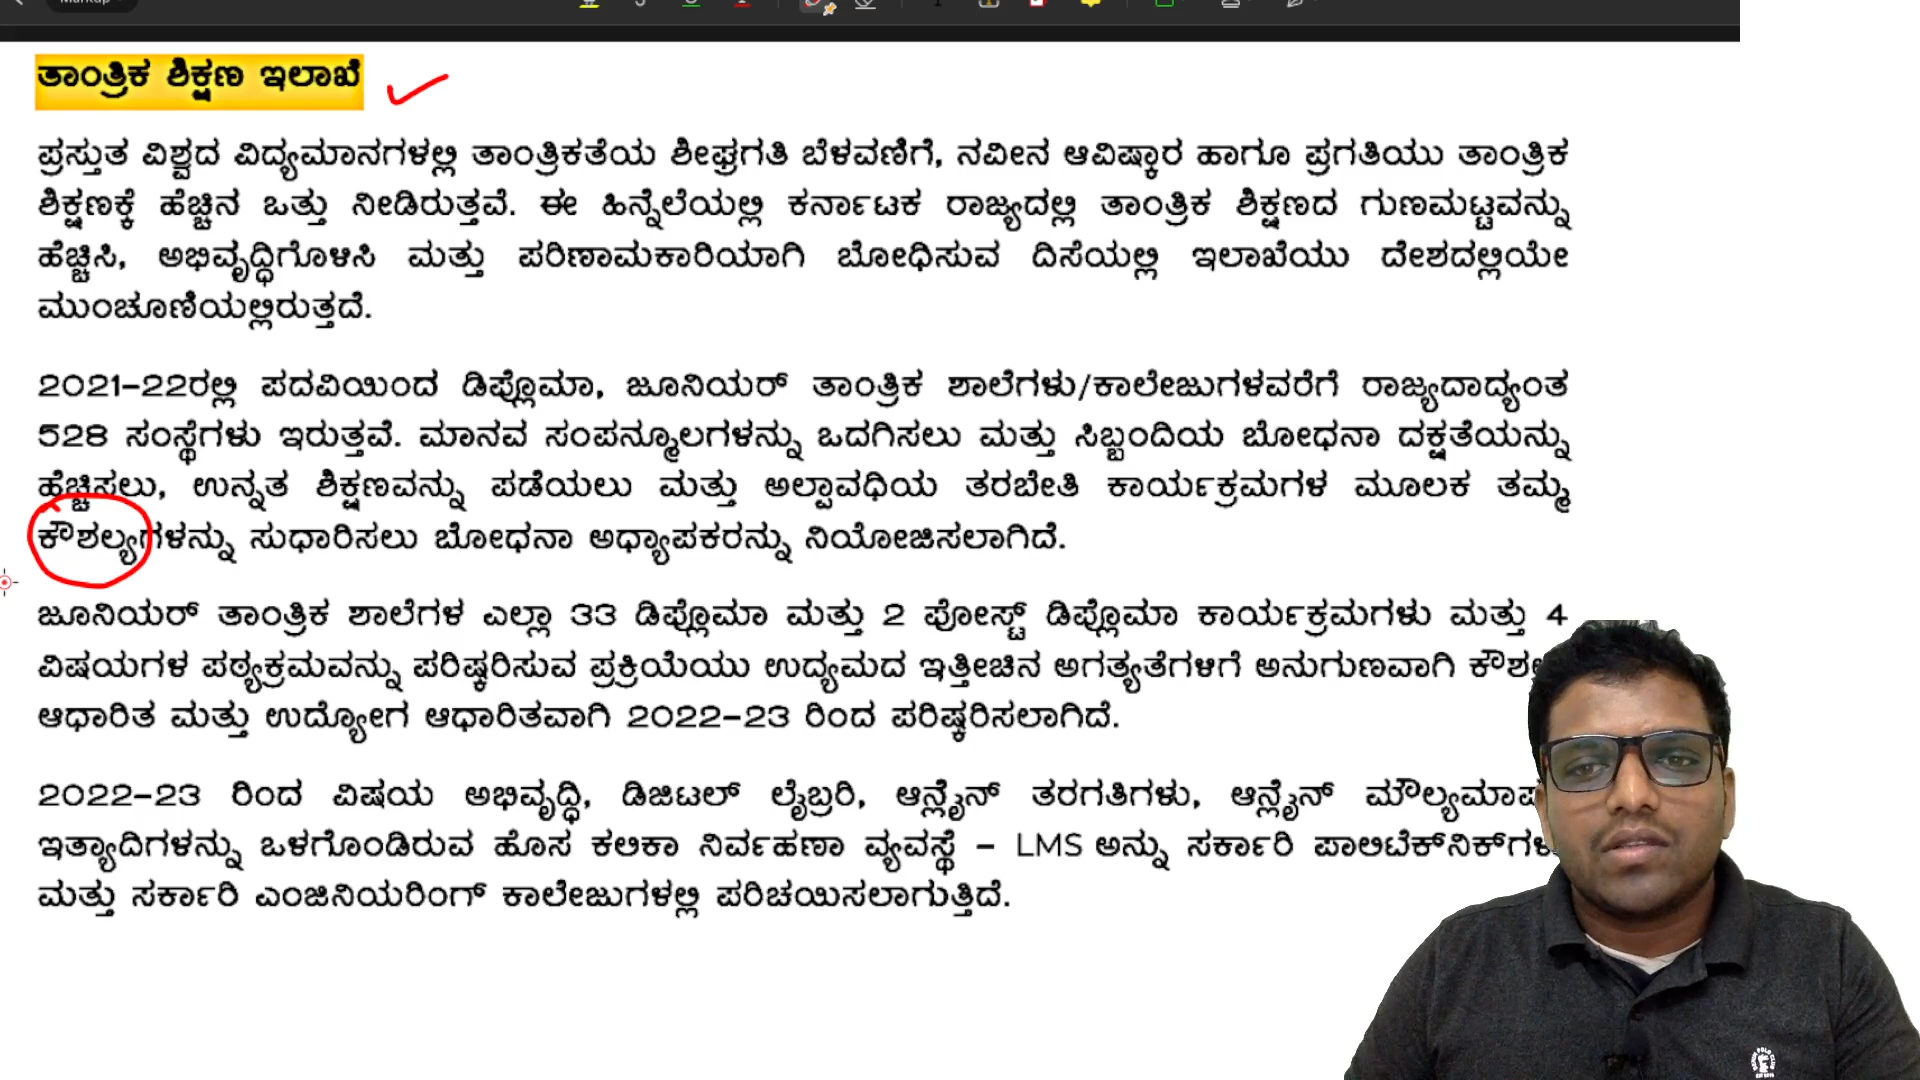 ತಾಂತ್ರಿಕ ಶಿಕ್ಷಣ ಇಲಾಖೆ
ಪ್ರಸ್ತುತ ವಿಶ್ವದ ವಿದ್ಯಮಾನಗಳಲ್ಲಿ ತಾಂತ್ರಿಕತೆಯ ಶೀಘ್ರಗತಿ ಬೆಳವಣಿಗೆ, ನವೀನ ಆವಿಷ್ಕಾರ ಹಾಗೂ ಪ್ರಗತಿಯು ತಾಂತ್ರಿಕ
ಶಿಕ್ಷಣಕ್ಕೆ ಹೆಚ್ಚಿನ ಒತ್ತು ನೀಡಿರುತ್ತವೆ. ಈ ಹಿನ್ನೆಲೆಯಲ್ಲಿ ಕರ್ನಾಟಕ ರಾಜ್ಯದಲ್ಲಿ ತಾಂತ್ರಿಕ ಶಿಕ್ಷಣದ ಗುಣಮಟ್ಟವನ್ನು
ಹೆಚ್ಚಿಸಿ, ಅಭಿವೃದ್ಧಿಗೊಳಿಸಿ ಮತ್ತು ಪರಿಣಾಮಕಾರಿಯಾಗಿ ಬೋಧಿಸುವ ದಿಸೆಯಲ್ಲಿ ಇಲಾಖೆಯು ದೇಶದಲ್ಲಿಯೇ
ಮುಂಚೂಣಿಯಲ್ಲಿರುತ್ತದೆ.
2021-22ರಲ್ಲಿ ಪದವಿಯಿಂದ ಡಿಪ್ಲೊಮಾ, ಜೂನಿಯರ್ ತಾಂತ್ರಿಕ ಶಾಲೆಗಳು/ಕಾಲೇಜುಗಳವರೆಗೆ ರಾಜ್ಯದಾದ್ಯಂತ
528 ಸಂಸ್ಥೆಗಳು ಇರುತ್ತವೆ. ಮಾನವ ಸಂಪನ್ಮೂಲಗಳನ್ನು ಒದಗಿಸಲು ಮತ್ತು ಸಿಬ್ಬಂದಿಯ ಬೋಧನಾ ದಕ್ಷತೆಯನ್ನು
ಹೆಚ್ಚಿಸಲು, ಉನ್ನತ ಶಿಕ್ಷಣವನ್ನು ಪಡೆಯಲು ಮತ್ತು ಅಲ್ಪಾವಧಿಯ ತರಬೇತಿ ಕಾರ್ಯಕ್ರಮಗಳ ಮೂಲಕ ತಮ್ಮ
ಕೌಶಲ್ಯಗಳನ್ನು ಸುಧಾರಿಸಲು ಬೋಧನಾ ಅಧ್ಯಾಪಕರನ್ನು ನಿಯೋಜಿಸಲಾಗಿದೆ.
ಜೂನಿಯರ್ ತಾಂತ್ರಿಕ ಶಾಲೆಗಳ ಎಲ್ಲಾ 33 ಡಿಪ್ಲೊಮಾ ಮತ್ತು 2 ಪೋಸ್ಟ್ ಡಿಪ್ಲೊಮಾ ಕಾರ್ಯಕ್ರಮಗಳು ಮತ್ತು 4
ವಿಷಯಗಳ ಪಠ್ಯಕ್ರಮವನ್ನು ಪರಿಷ್ಕರಿಸುವ ಪ್ರಕ್ರಿಯೆಯು ಉದ್ಯಮದ ಇತ್ತೀಚಿನ ಅಗತ್ಯತೆಗಳಿಗೆ ಅನುಗುಣವಾಗಿ
ಆಧಾರಿತ ಮತ್ತು ಉದ್ಯೋಗ ಆಧಾರಿತವಾಗಿ 2022-23 ರಿಂದ ಪರಿಷ್ಕರಿಸಲಾಗಿದೆ.
2022-23 ರಿಂದ ವಿಷಯ ಅಭಿವೃದ್ಧಿ, ಡಿಜಿಟಲ್ ಲೈಬ್ರರಿ, ಆನ್ಲೈನ್ ತರಗತಿಗಳು, ಆನ್ಲೈನ್
ಇತ್ಯಾದಿಗಳನ್ನು ಒಳಗೊಂಡಿರುವ ಹೊಸ ಕಲಿಕಾ ನಿರ್ವಹಣಾ ವ್ಯವಸ್ಥೆ – LMS ಅನ್ನು ಸರ್ಕಾರಿ
ಮತ್ತು ಸರ್ಕಾರಿ ಎಂಜಿನಿಯರಿಂಗ್ ಕಾಲೇಜುಗಳಲ್ಲಿ ಪರಿಚಯಿಸಲಾಗುತ್ತಿದೆ.